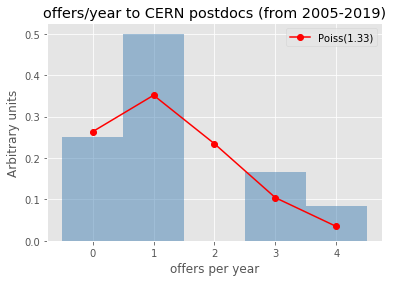 offers/year to CERN postdocs (from 2005-2019)
Poiss(1.33)
Arbitrary units
0.5
0.4
0.3
0.2
0.1
0.0
0 1 2 3 4
offers per year